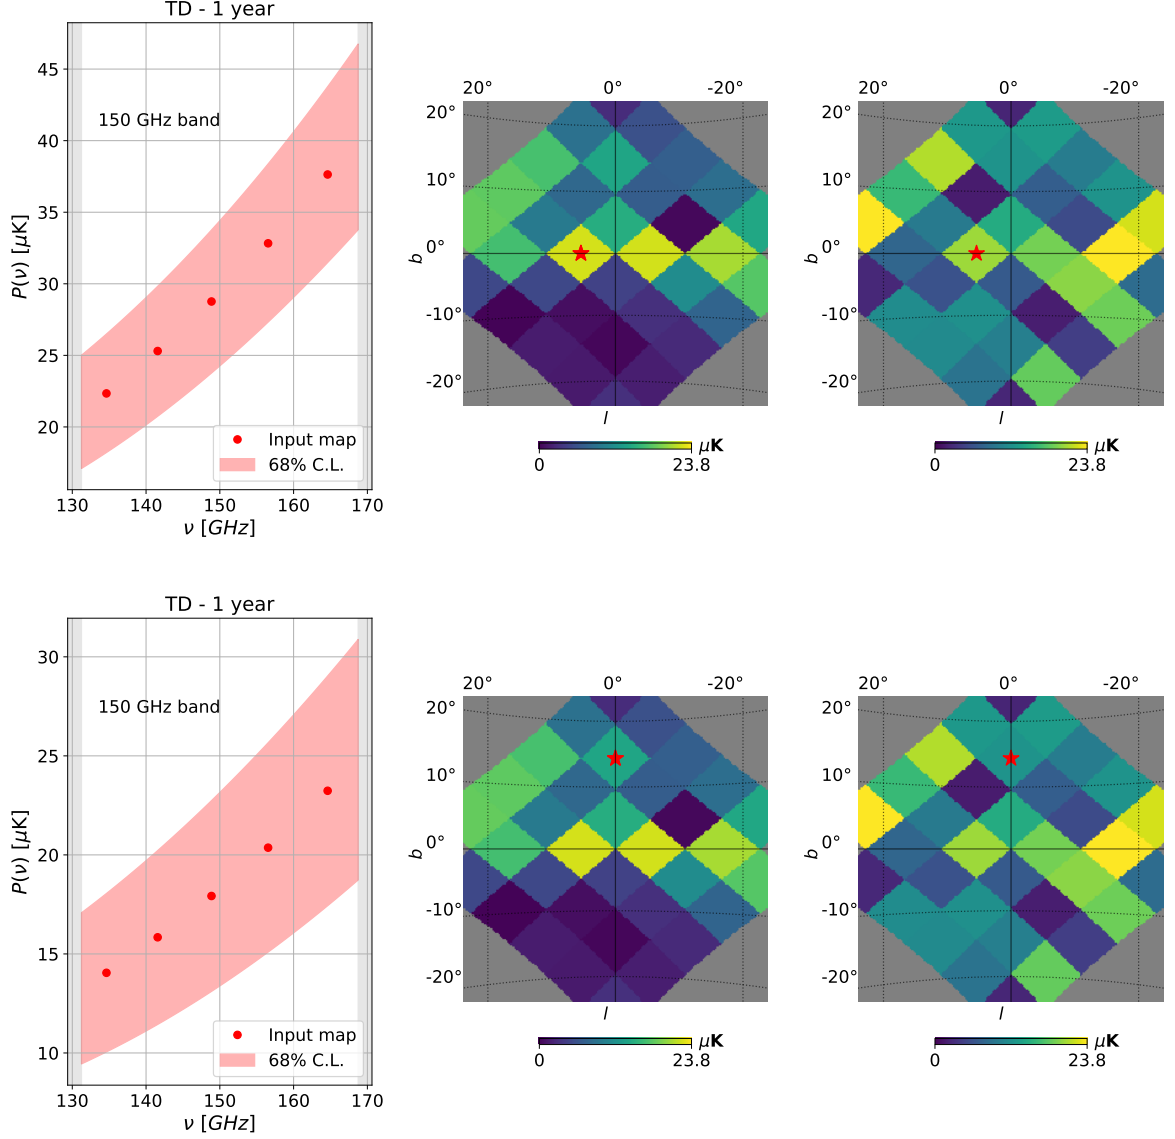 TD - 1 year
P(ν) [μK]
45
40
35
30
25
20
150 GHz band
Input map
68% C.L.
130 140 150 160 170
ν [GHz]
20° 0° -20°
20°
10°
0°
-10°
-20°
b
l
0 23.8
μK
20° 0° -20°
20°
10°
0°
-10°
-20°
b
l
0 23.8
μK
TD - 1 year
P(ν) [μK]
30
25
20
15
10
150 GHz band
Input map
68% C.L.
130 140 150 160 170
ν [GHz]
20° 0° -20°
20°
10°
0°
-10°
-20°
b
l
0 23.8
μK
20° 0° -20°
20°
10°
0°
-10°
-20°
b
l
0 23.8
μK